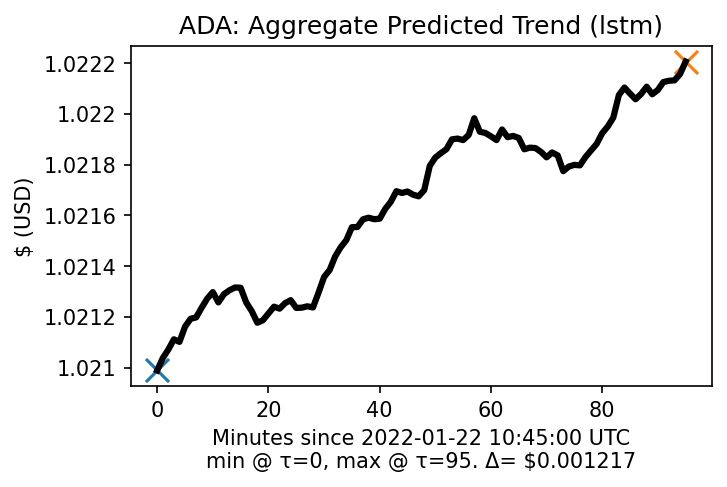 ADA: Aggregate Predicted Trend (lstm)
$ (USD)
1.0222
1.022
1.0218
1.0216
1.0214
1.0212
1.021
0 20 40 60 80
Minutes since 2022-01-22 10:45:00 UTC
min @ τ=0, max @ τ=95. Δ= $0.001217